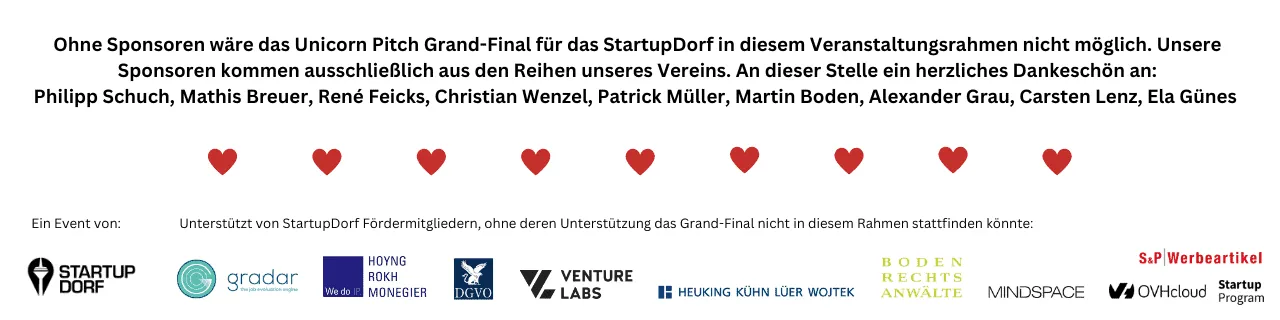 Ohne Sponsoren wäre das Unicorn Pitch Grand-Final für das StartupDorf in diesem Veranstaltungsrahmen nicht möglich. Unsere
Sponsoren kommen ausschließlich aus den Reihen unseres Vereins. An dieser Stelle ein herzliches Dankeschön an:
Philipp Schuch, Mathis Breuer, René Feicks, Christian Wenzel, Patrick Müller, Martin Boden, Alexander Grau, Carsten Lenz, Ela Günes
Ein Event von:
Unterstützt von StartupDorf Fördermitgliedern, ohne deren Unterstützung das Grand-Final nicht in diesem Rahmen stattfinden könnte:
STARTUP
DORF
gradar
the job evaluation engine
We do IP
HOYNG
ROKH
MONEGIER
DGVO
VENTURE
LABS
HEUKING KÜHN LÜER WOJTEK
BODEN
RECHTS
ANWÄLTE
MINDSPACE
S&P Werbeartikel
OVHcloud
Startup
Program